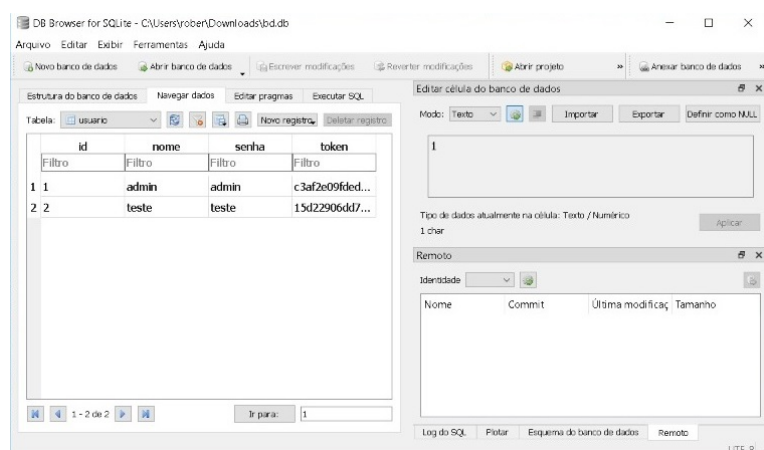 DB Browser for SQLite - C:\Users\rober\Downloads\bd.db
Arquivo Editar Exibir Ferramentas Ajuda
Novo banco de dados Abrir banco de dados Escrever modificações Reverter modificações Abrir projeto » Anexar banco de dados »
Estrutura do banco de dados Navegar dados Editar pragmas Executar SQL
Tabela: usuario Novo registro Deletar registro
id nome senha token
Filtro Filtro Filtro Filtro
1 1 admin admin c3af2e09fded...
2 2 teste teste 15d22906dd7...
1 - 2 de 2 Ir para: 1
Editar célula do banco de dados
Modo: Texto Importar Exportar Definir como NULL
1
Tipo de dados atualmente na célula: Texto / Numérico
1 char
Aplicar
Remoto
Identidade
Nome Commit Última modificaç Tamanho
Log do SQL Plotar Esquema do banco de dados Remoto